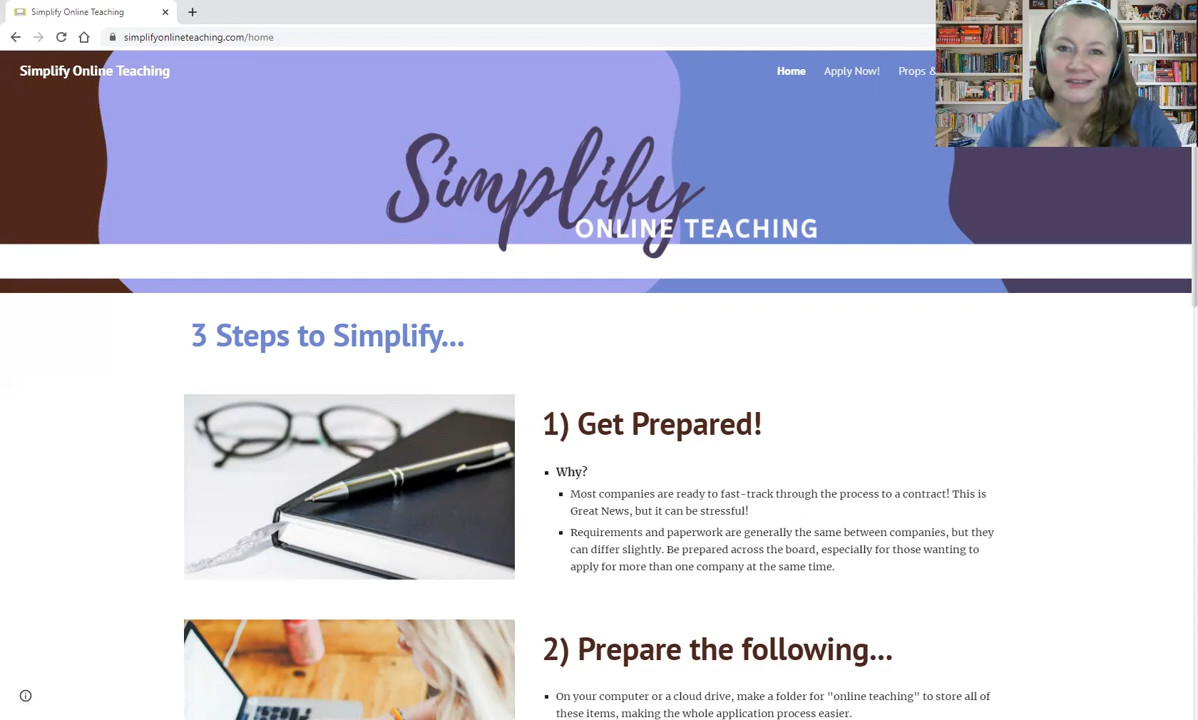 Simplify Online Teaching
simplifyonlineteaching.com/home
Simplify Online Teaching
Home
Apply Now!
Props &
Simplify
ONLINE TEACHING
3 Steps to Simplify...
1) Get Prepared!
Why?
Most companies are ready to fast-track through the process to a contract! This is
Great News, but it can be stressful!
Requirements and paperwork are generally the same between companies, but they
can differ slightly. Be prepared across the board, especially for those wanting to
apply for more than one company at the same time.
2) Prepare the following...
On your computer or a cloud drive, make a folder for "online teaching" to store all of
these items, making the whole application process easier.